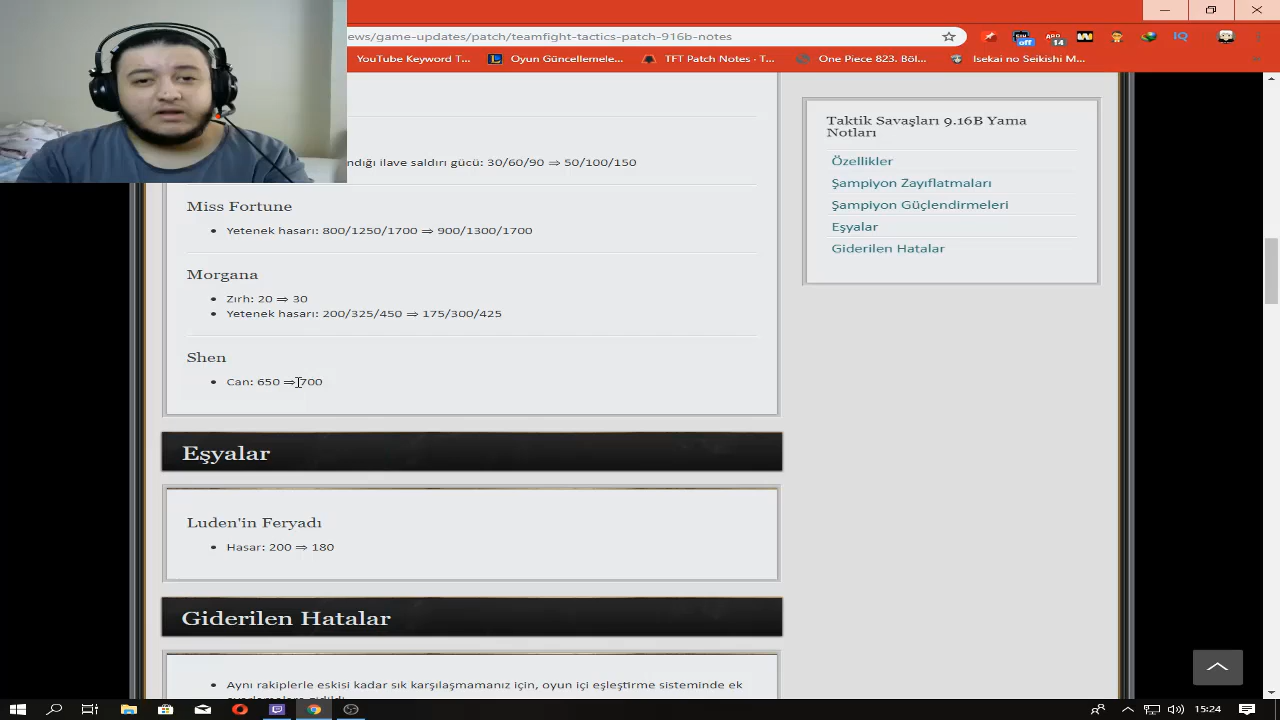 ews/game-updates/patch/teamfight-tactics-patch-916b-notes
off
14
IQ
YouTube Keyword T...
Oyun Güncellemele...
TFT Patch Notes - T...
One Piece 823. Böl...
Isekai no Seikishi M...
ndığı ilave saldırı gücü: 30/60/90 ⇒ 50/100/150
Miss Fortune
• Yetenek hasarı: 800/1250/1700 ⇒ 900/1300/1700
Morgana
• Zırh: 20 ⇒ 30
• Yetenek hasarı: 200/325/450 ⇒ 175/300/425
Shen
• Can: 650 ⇒ 700
Eşyalar
Luden'in Feryadı
• Hasar: 200 ⇒ 180
Giderilen Hatalar
• Aynı rakiplerle eskisi kadar sık karşılaşmamanız için, oyun içi eşleştirme sisteminde ek
Taktik Savaşları 9.16B Yama
Notları
Özellikler
Şampiyon Zayıflatmaları
Şampiyon Güçlendirmeleri
Eşyalar
Giderilen Hatalar
15:24